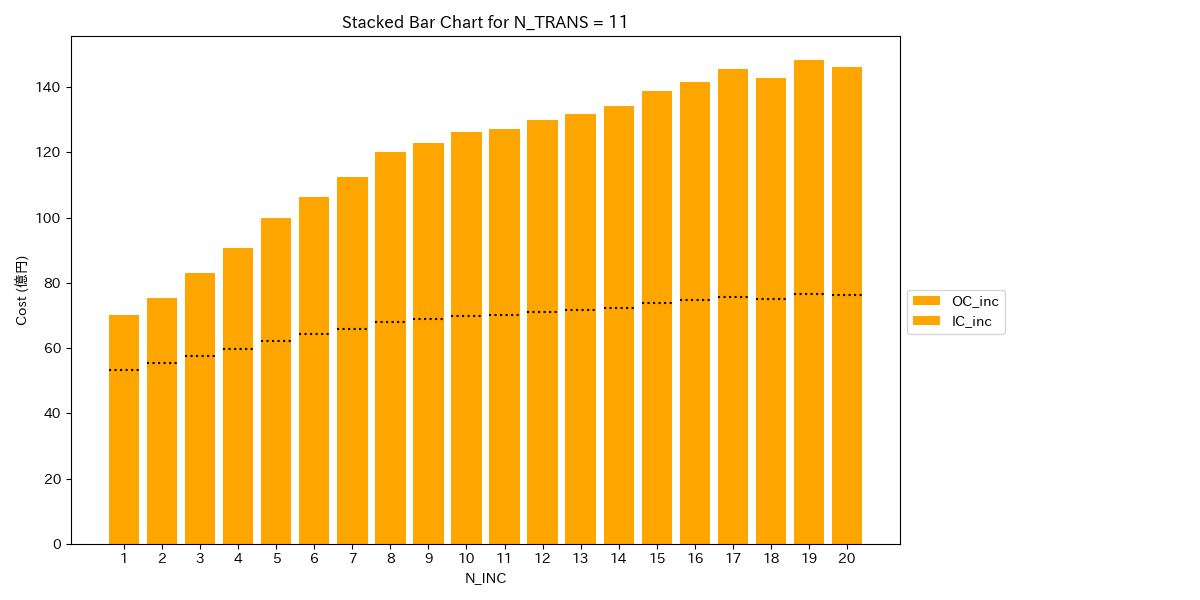 Stacked Bar Chart for N_TRANS = 11
Cost (億円)
140
120
100
80
60
40
20
0
1 2 3 4 5 6 7 8 9 10 11 12 13 14 15 16 17 18 19 20
N_INC
OC_inc
IC_inc